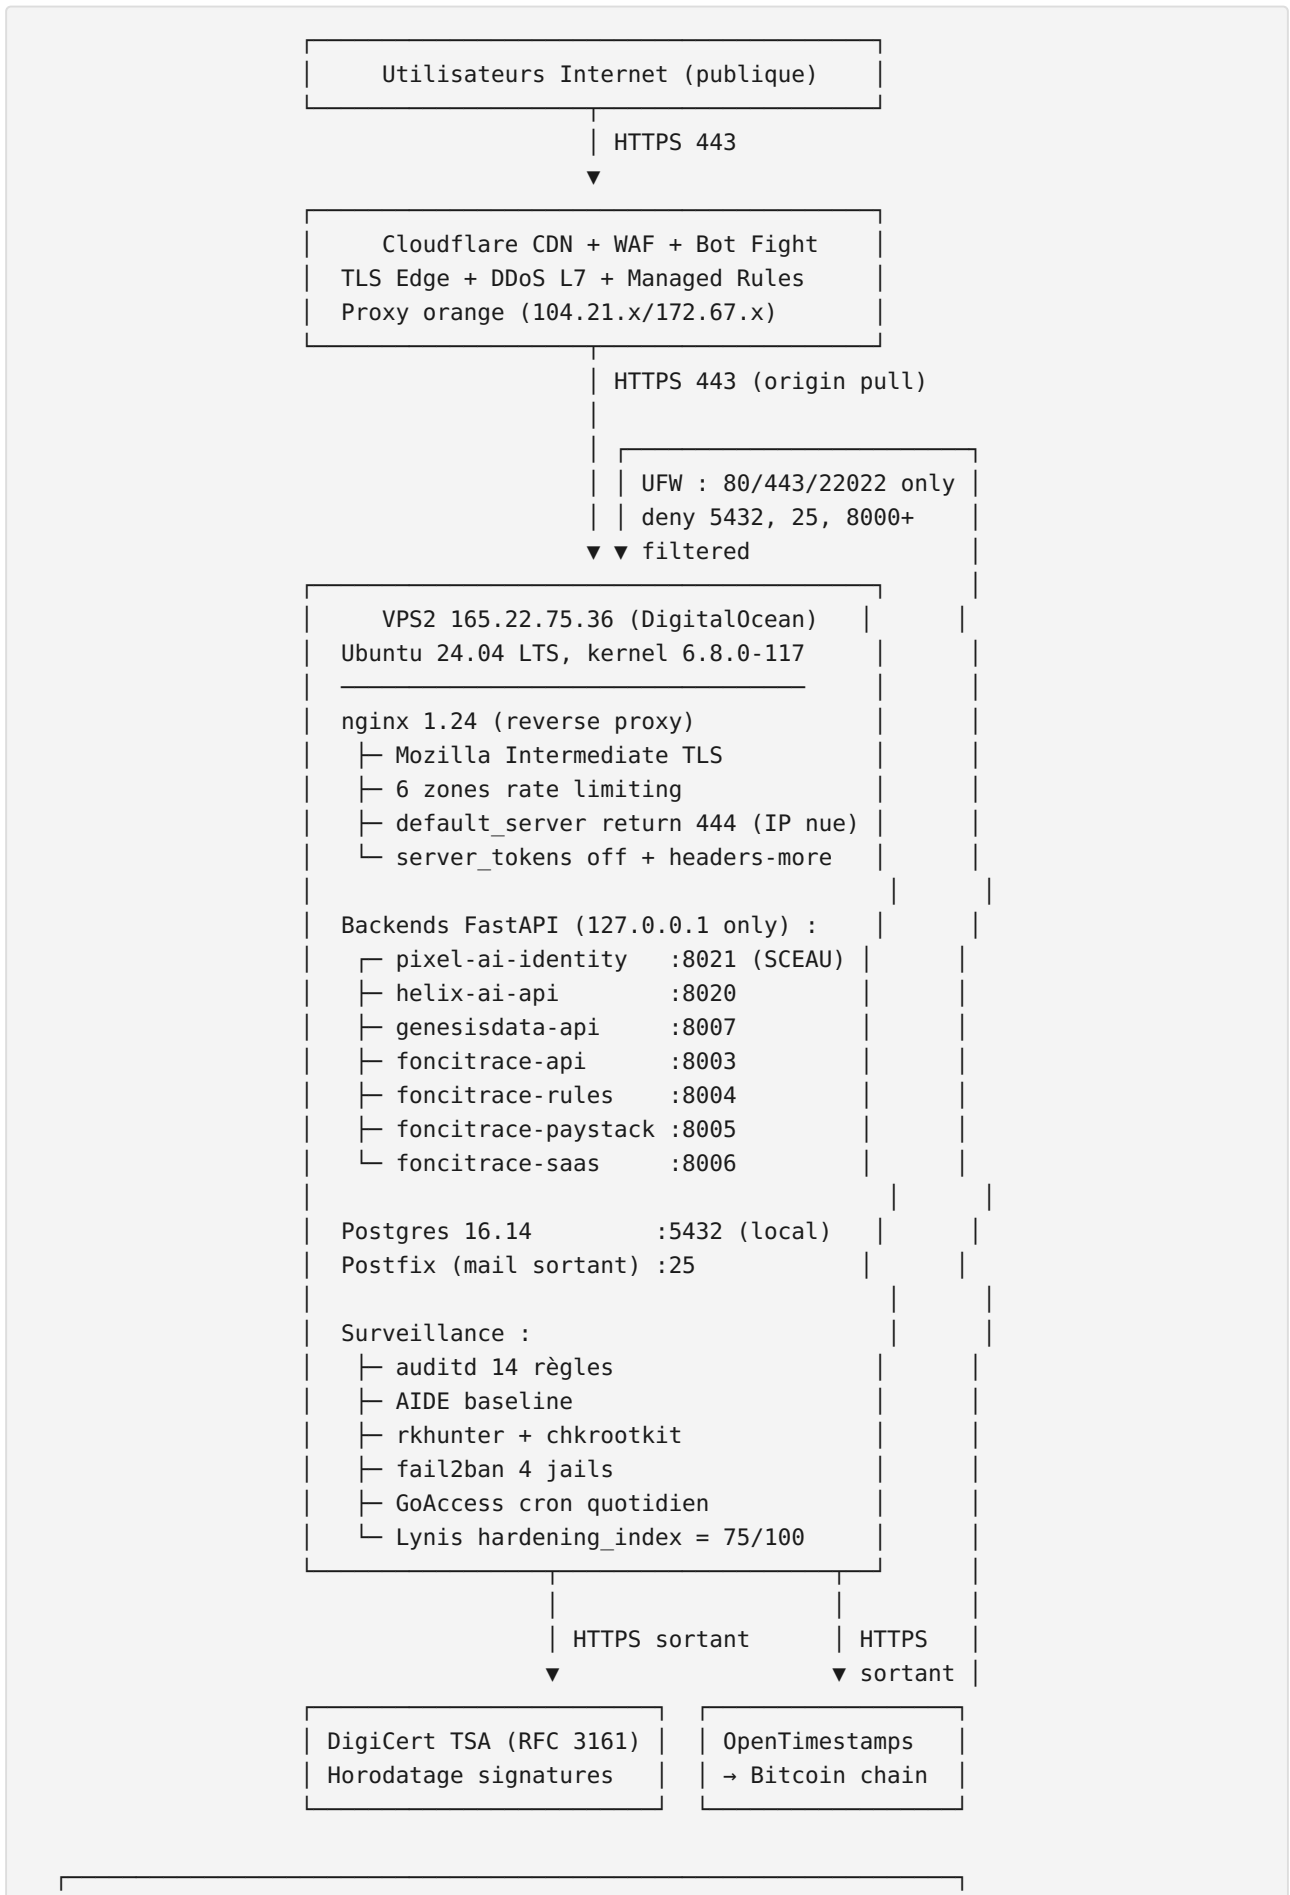 Utilisateurs Internet (publique)
HTTPS 443
Cloudflare CDN + WAF + Bot Fight
TLS Edge + DDoS L7 + Managed Rules
Proxy orange (104.21.x/172.67.x)
HTTPS 443 (origin pull)
UFW : 80/443/22022 only
deny 5432, 25, 8000+
filtered
VPS2 165.22.75.36 (DigitalOcean)
Ubuntu 24.04 LTS, kernel 6.8.0-117
nginx 1.24 (reverse proxy)
├─ Mozilla Intermediate TLS
├─ 6 zones rate limiting
├─ default_server return 444 (IP nue)
└─ server_tokens off + headers-more
Backends FastAPI (127.0.0.1 only) :
┌─ pixel-ai-identity :8021 (SCEAU)
├─ helix-ai-api :8020
├─ genesisdata-api :8007
├─ foncitrace-api :8003
├─ foncitrace-rules :8004
├─ foncitrace-paystack :8005
└─ foncitrace-saas :8006
Postgres 16.14 :5432 (local)
Postfix (mail sortant) :25
Surveillance :
├─ auditd 14 règles
├─ AIDE baseline
├─ rkhunter + chkrootkit
├─ fail2ban 4 jails
├─ GoAccess cron quotidien
└─ Lynis hardening_index = 75/100
HTTPS sortant
HTTPS
sortant
DigiCert TSA (RFC 3161)
Horodatage signatures
OpenTimestamps
→ Bitcoin chain